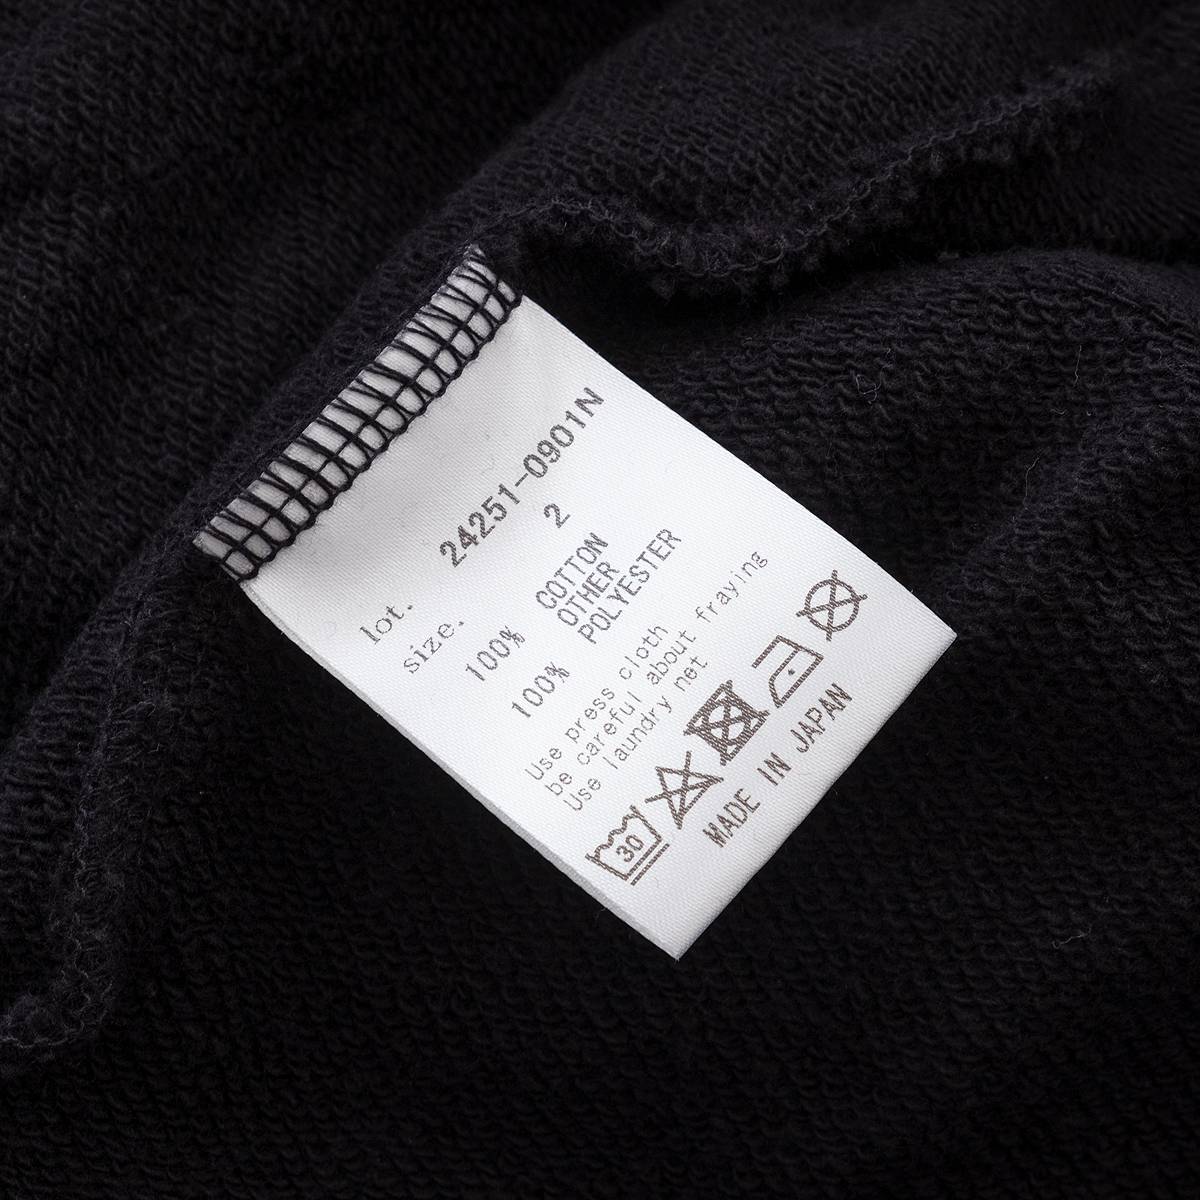 lot. 24251-0901N
size. 2
100% COTTON
OTHER
100% POLYESTER
Use press cloth
be careful about fraying
Use laundry net
30
MADE IN JAPAN